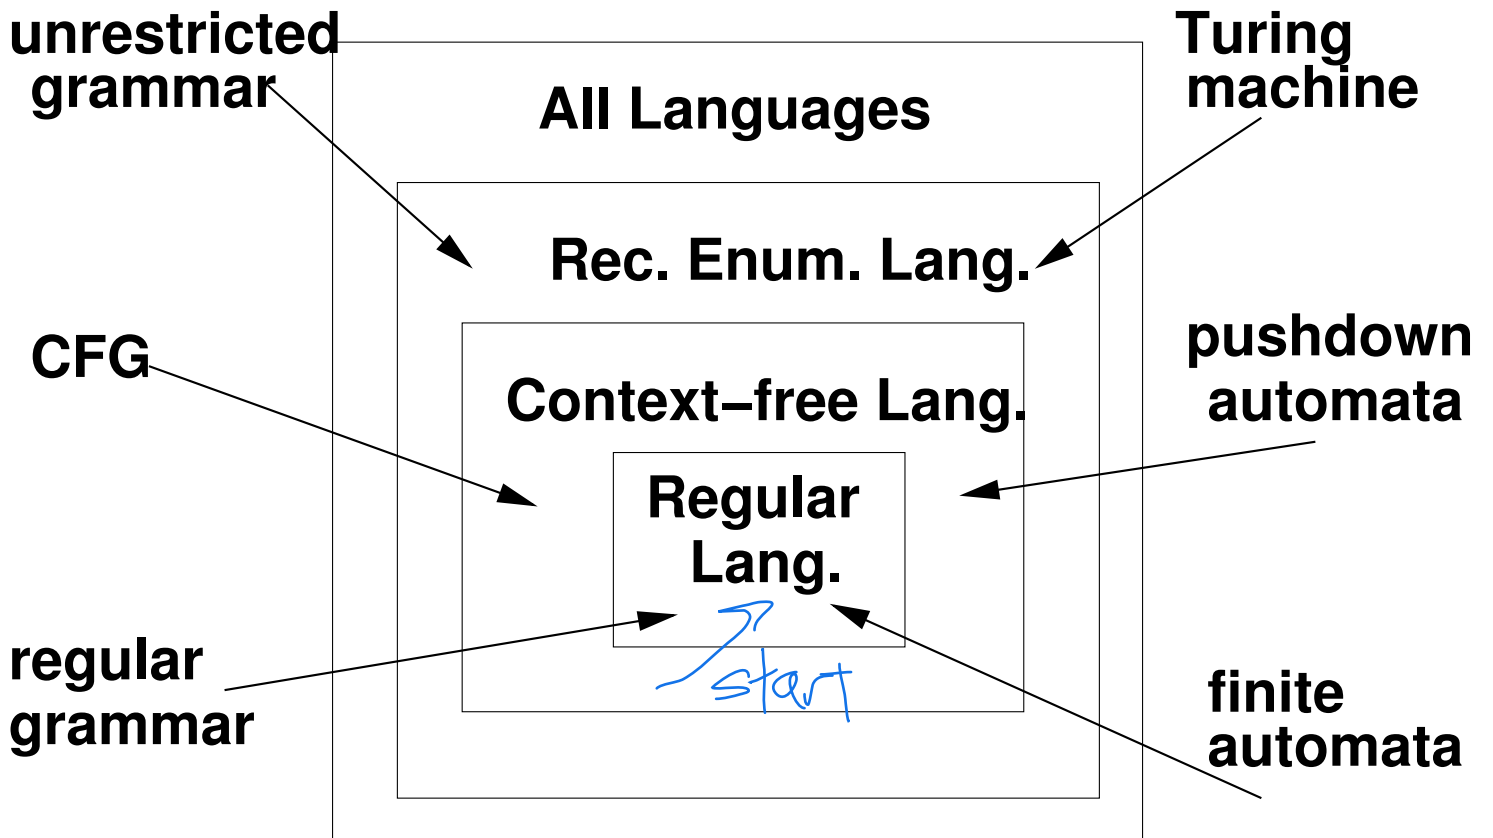 unrestricted
grammar
Turing
machine
All Languages
Rec. Enum. Lang.
CFG
pushdown
automata
Context–free Lang.
Regular
Lang.
start
regular
grammar
finite
automata